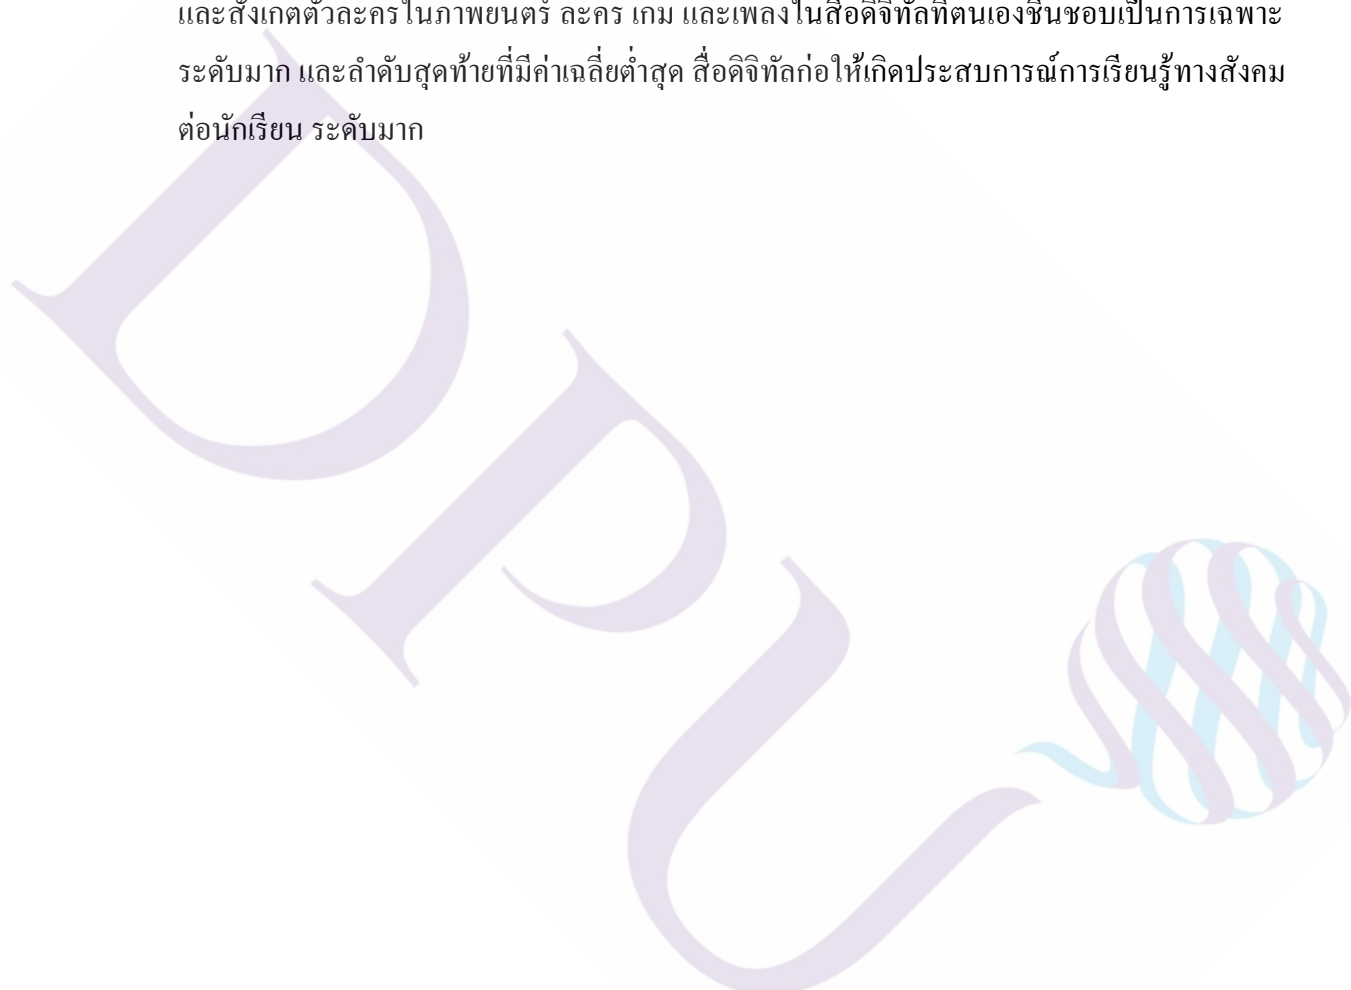 และสังเกตตัวละครในภาพยนตร์ ละคร เกม และเพลงในสื่อดิจิทัลที่ตนเองชื่นชอบเป็นการเฉพาะ
ระดับมาก และลำดับสุดท้ายที่มีค่าเฉลี่ยต่ำสุด สื่อดิจิทัลก่อให้เกิดประสบการณ์การเรียนรู้ทางสังคม
ต่อนักเรียน ระดับมาก
DPU